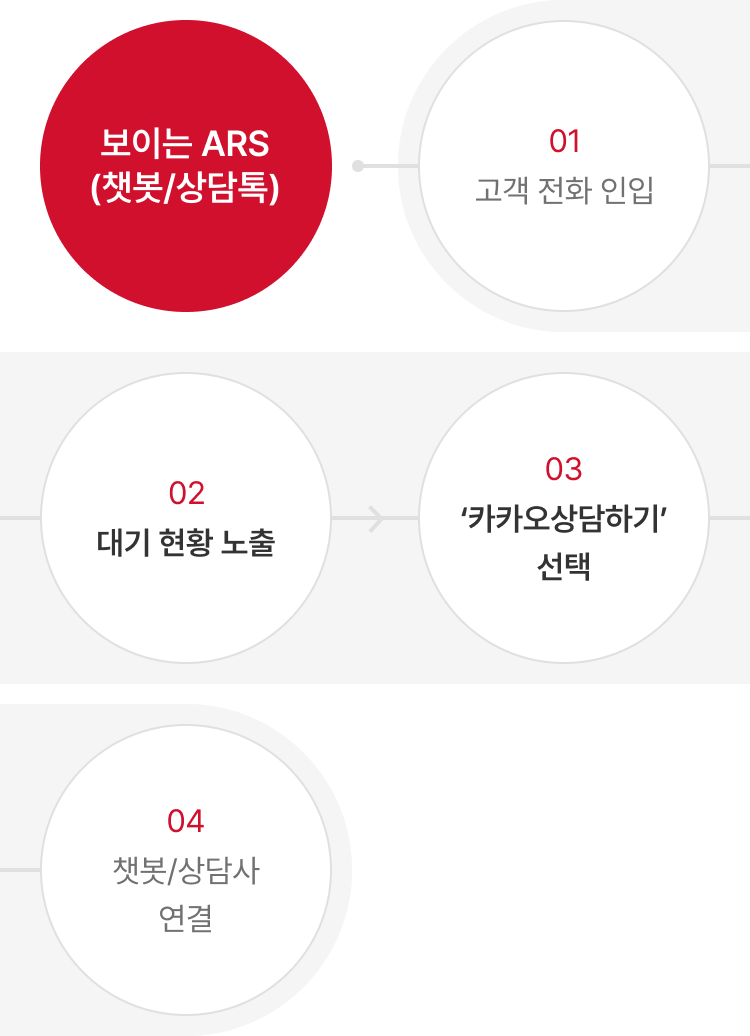 보이는 ARS
(챗봇/상담톡)
01
고객 전화 인입
02
대기 현황 노출
03
‘카카오상담하기’
선택
04
챗봇/상담사
연결